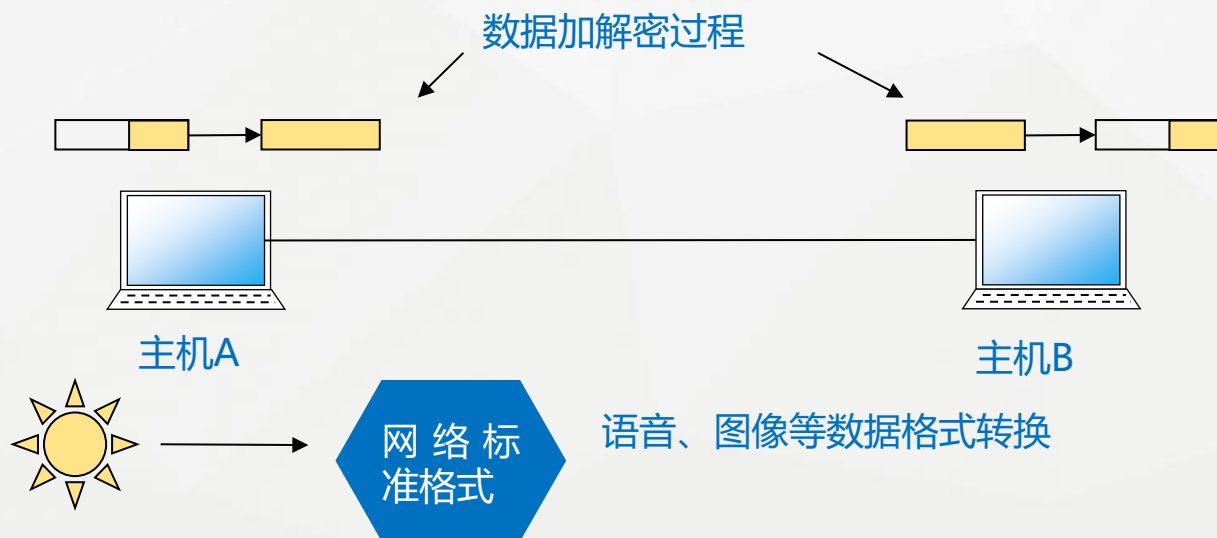 数据加解密过程
主机A
主机B
网络标
准格式
语音、图像等数据格式转换